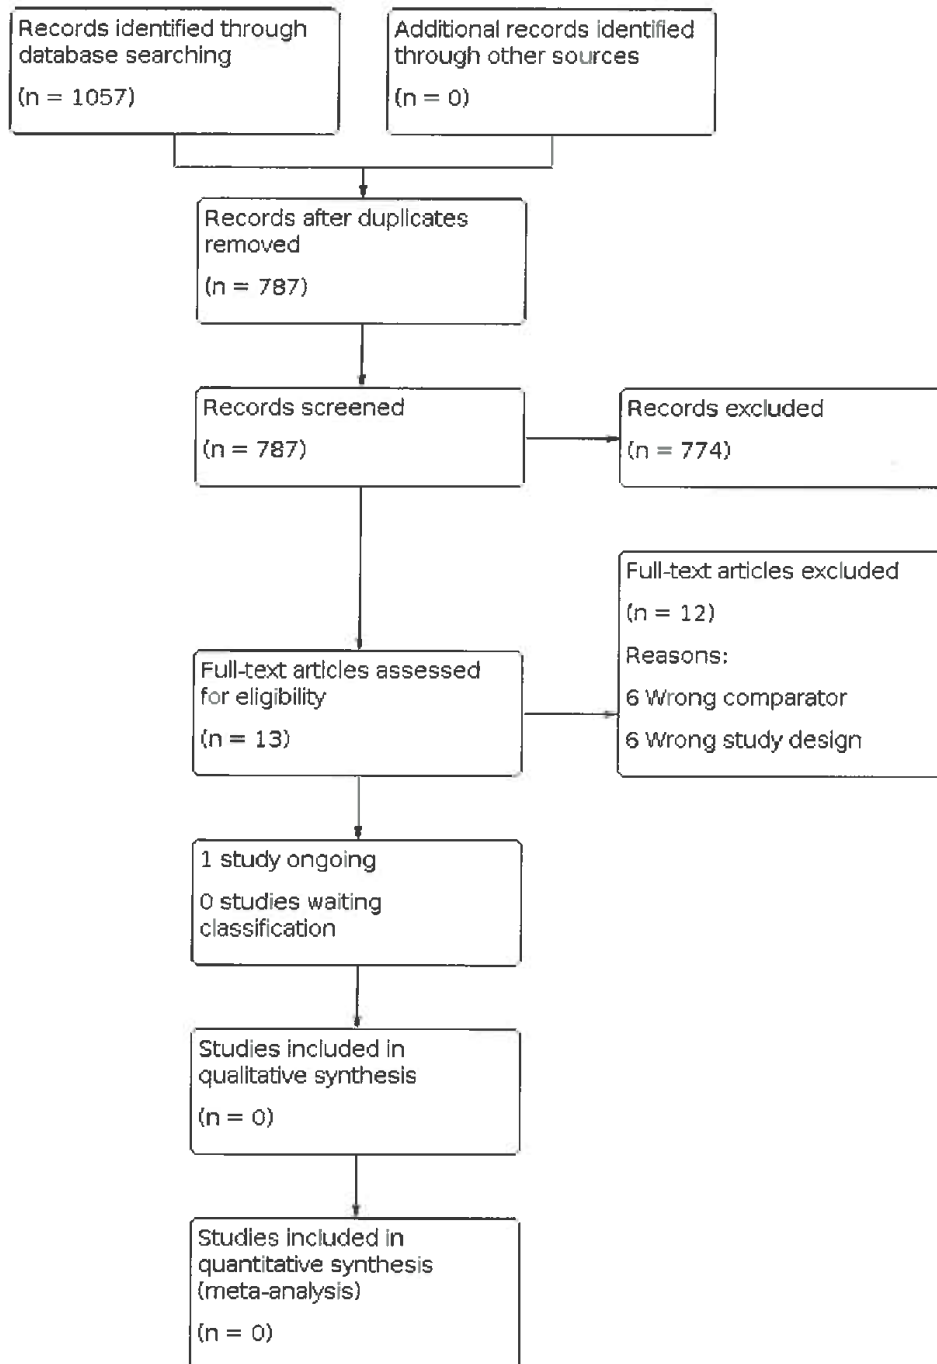 Records identified through
database searching
(n = 1057)
Additional records identified
through other sources
(n = 0)
Records after duplicates
removed
(n = 787)
Records screened
(n = 787)
Records excluded
(n = 774)
Full-text articles assessed
for eligibility
(n = 13)
Full-text articles excluded
(n = 12)
Reasons:
6 Wrong comparator
6 Wrong study design
1 study ongoing
0 studies waiting
classification
Studies included in
qualitative synthesis
(n = 0)
Studies included in
quantitative synthesis
(meta-analysis)
(n = 0)